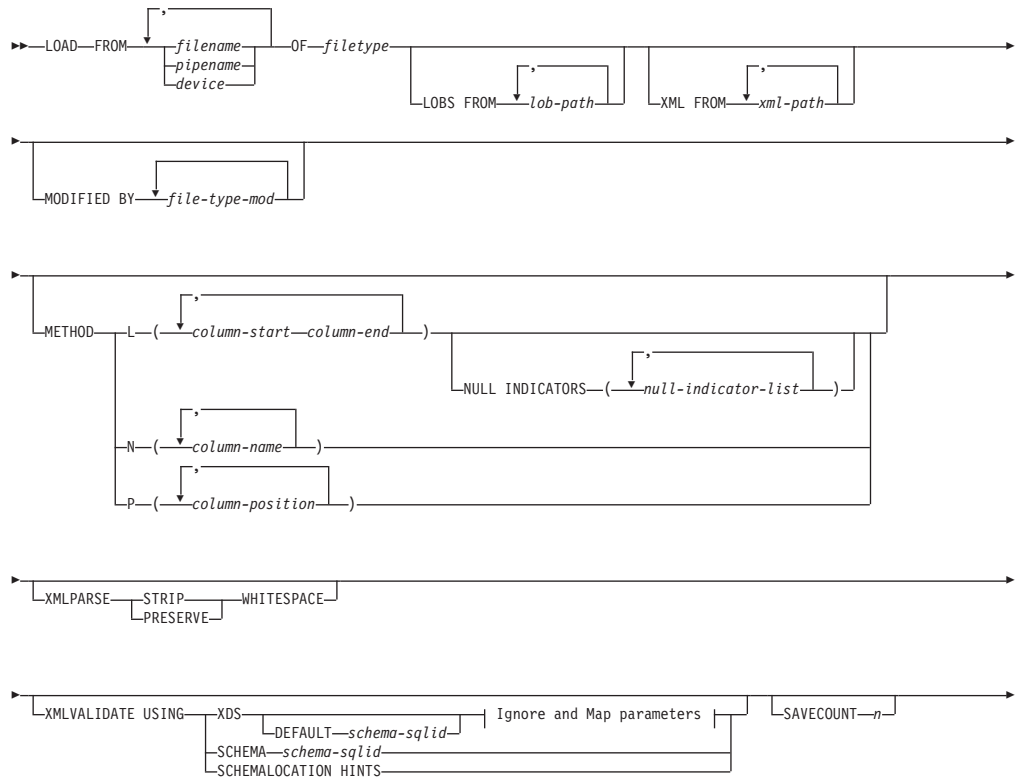 ,
LOAD FROM filename OF filetype
pipename
device
,
LOBS FROM lob-path
,
XML FROM xml-path
MODIFIED BY file-type-mod
,
METHOD L ( column-start column-end )
,
NULL INDICATORS ( null-indicator-list )
,
N ( column-name )
,
P ( column-position )
XMLPARSE STRIP WHITESPACE
PRESERVE
XMLVALIDATE USING XDS Ignore and Map parameters
DEFAULT schema-sqlid
SCHEMA schema-sqlid
SCHEMALOCATION HINTS
SAVECOUNT n